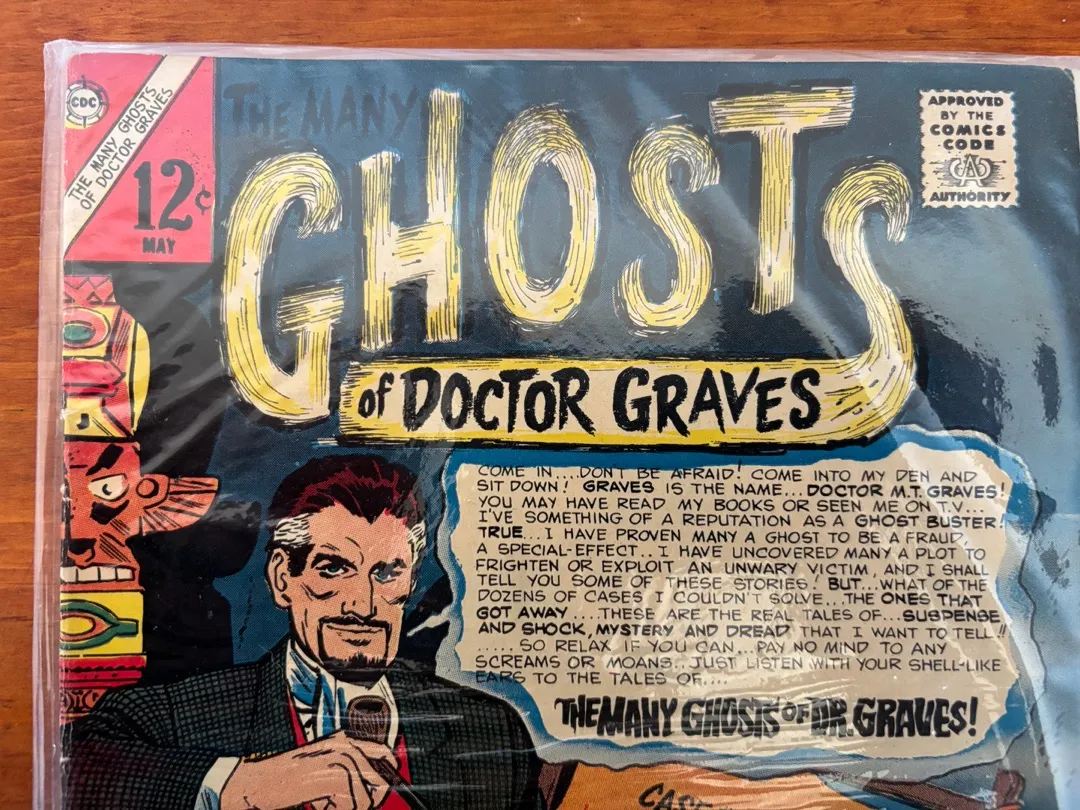 CDC
THE MANY GHOSTS
OF DOCTOR GRAVES
12¢
MAY
THE MANY
GHOSTS
of DOCTOR GRAVES
APPROVED
BY THE
COMICS
CODE
CA
AUTHORITY
COME IN....DON'T BE AFRAID! COME INTO MY DEN AND
SIT DOWN! GRAVES IS THE NAME...DOCTOR M.T. GRAVES!
YOU MAY HAVE READ MY BOOKS OR SEEN ME ON T.V...
I'VE SOMETHING OF A REPUTATION AS A GHOST BUSTER!
TRUE...I HAVE PROVEN MANY A GHOST TO BE A FRAUD,
A SPECIAL-EFFECT...I HAVE UNCOVERED MANY A PLOT TO
FRIGHTEN OR EXPLOIT AN UNWARY VICTIM, AND I SHALL
TELL YOU SOME OF THESE STORIES! BUT...WHAT OF THE
DOZENS OF CASES I COULDN'T SOLVE...THE ONES THAT
GOT AWAY.....THESE ARE THE REAL TALES OF...SUSPENSE
AND SHOCK, MYSTERY AND DREAD, THAT I WANT TO TELL!!
......SO RELAX, IF YOU CAN...PAY NO MIND TO ANY
SCREAMS OR MOANS...JUST LISTEN WITH YOUR SHELL-LIKE
EARS TO THE TALES OF....
THE MANY GHOSTS OF DR. GRAVES!